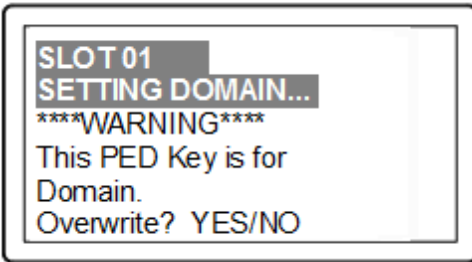 SLOT 01
SETTING DOMAIN...
****WARNING****
This PED Key is for
Domain.
Overwrite? YES/NO